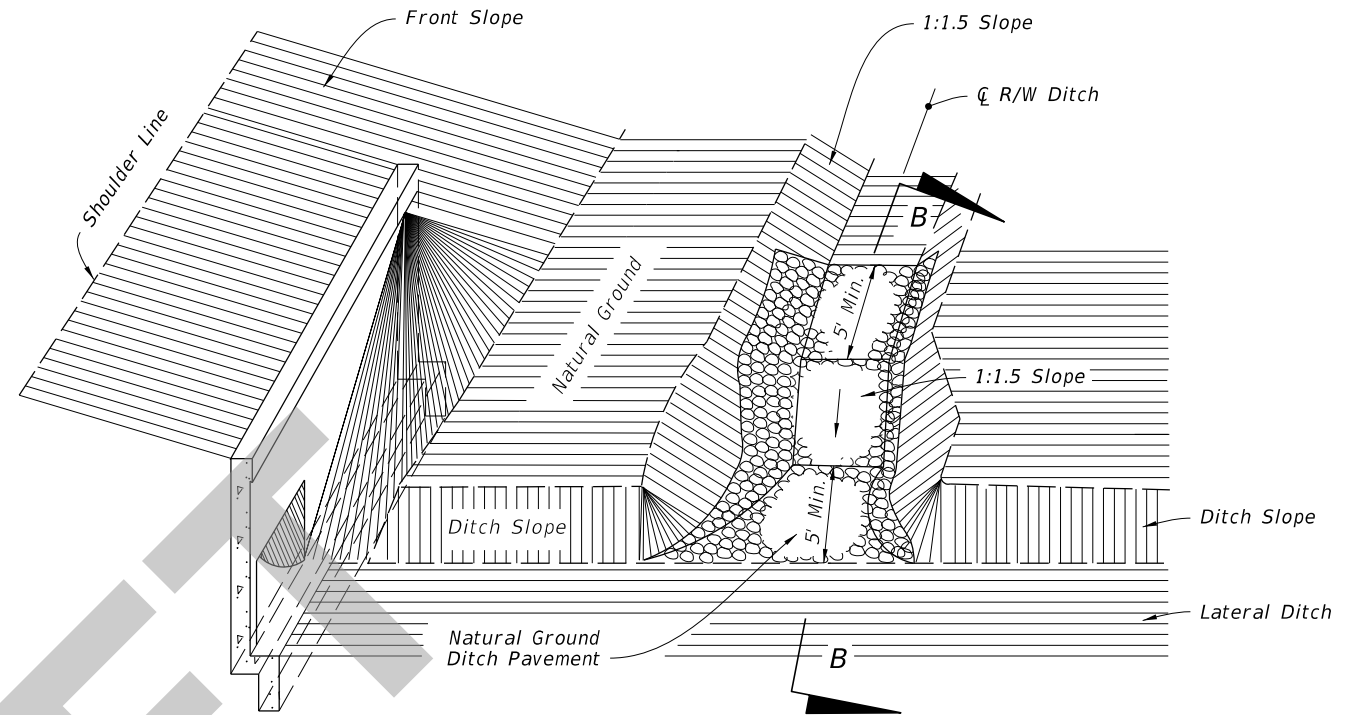 Front Slope
1:1.5 Slope
℄ R/W Ditch
Shoulder Line
B
5' Min.
Natural Ground
1:1.5 Slope
5' Min.
Ditch Slope
Ditch Slope
Lateral Ditch
Natural Ground
Ditch Pavement
B